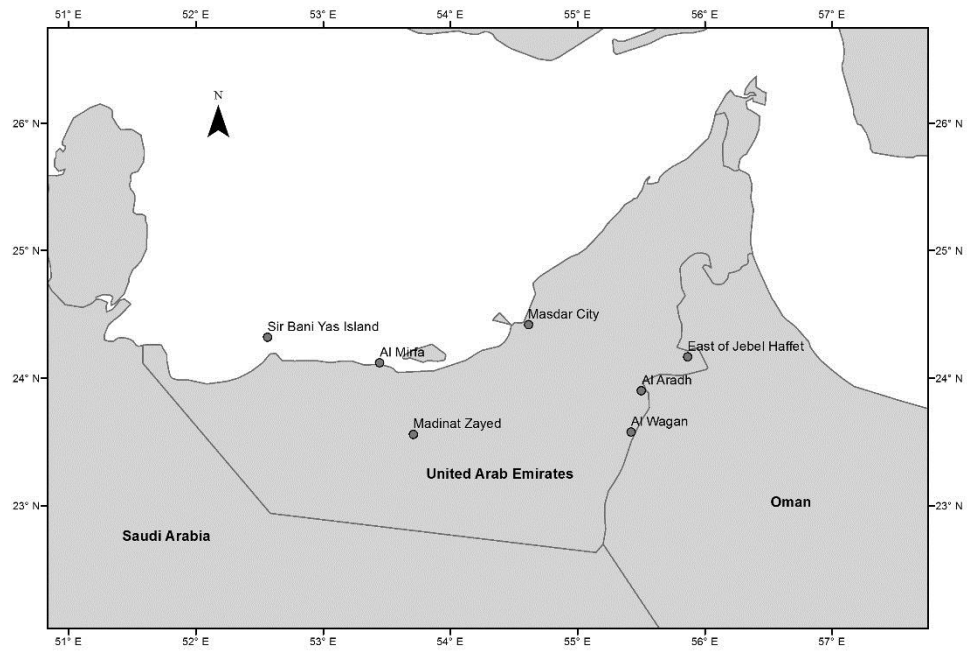 51° E 52° E 53° E 54° E 55° E 56° E 57° E
N
26° N 26° N
25° N 25° N
Masdar City
Sir Bani Yas Island
East of Jebel Haffet
Al Mirfa
24° N 24° N
Al Aradh
Madinat Zayed
Al Wagan
United Arab Emirates
23° N 23° N
Oman
Saudi Arabia
51° E 52° E 53° E 54° E 55° E 56° E 57° E